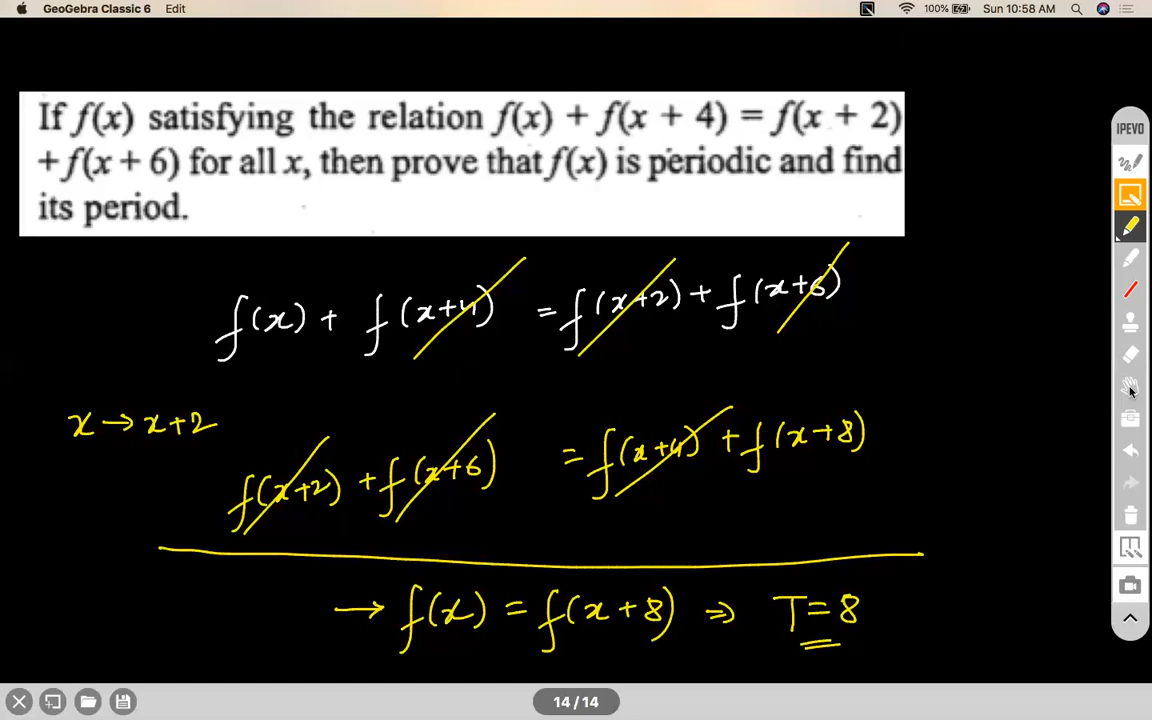 GeoGebra Classic 6 Edit 100% Sun 10:58 AM
If f(x) satisfying the relation f(x) + f(x + 4) = f(x + 2)
+ f(x + 6) for all x, then prove that f(x) is periodic and find
its period.
IPEVO
f(x) + f(x+4) = f(x+2) + f(x+6)
x → x+2
f(x+2) + f(x+6) = f(x+4) + f(x+8)
→ f(x) = f(x+8) ⇒ T = 8
14 / 14